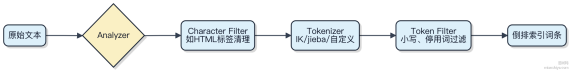 原始文本
Analyzer
Character Filter
如HTML标签清理
Tokenizer
IK/jieba/自定义
Token Filter
小写、停用词过滤
倒排索引词条